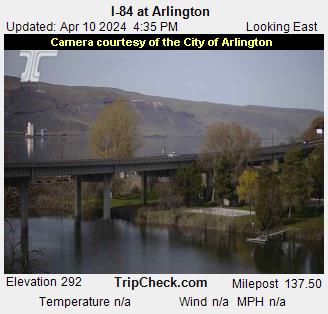 I-84 at Arlington
Updated: Apr 10 2024 4:35 PM Looking East
Camera courtesy of the City of Arlington
Elevation 292 TripCheck.com Milepost 137.50
Temperature n/a Wind n/a MPH n/a